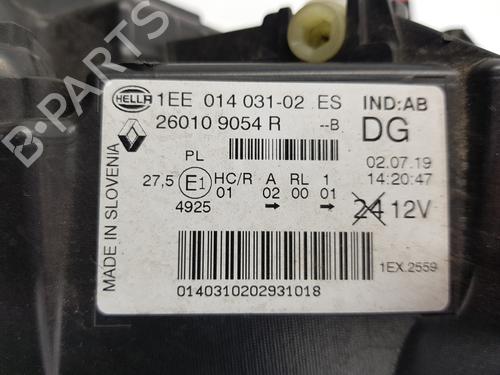 HELLA 1EE 014 031-02 ES IND:AB
26010 9054 R --B DG
PL 02.07.19
27,5 E1 HC/R A RL 1 14:20:47
01 02 00 01
4925 → → 24 12V
MADE IN SLOVENIA
1EX.2559
0140310202931018
B-PARTS